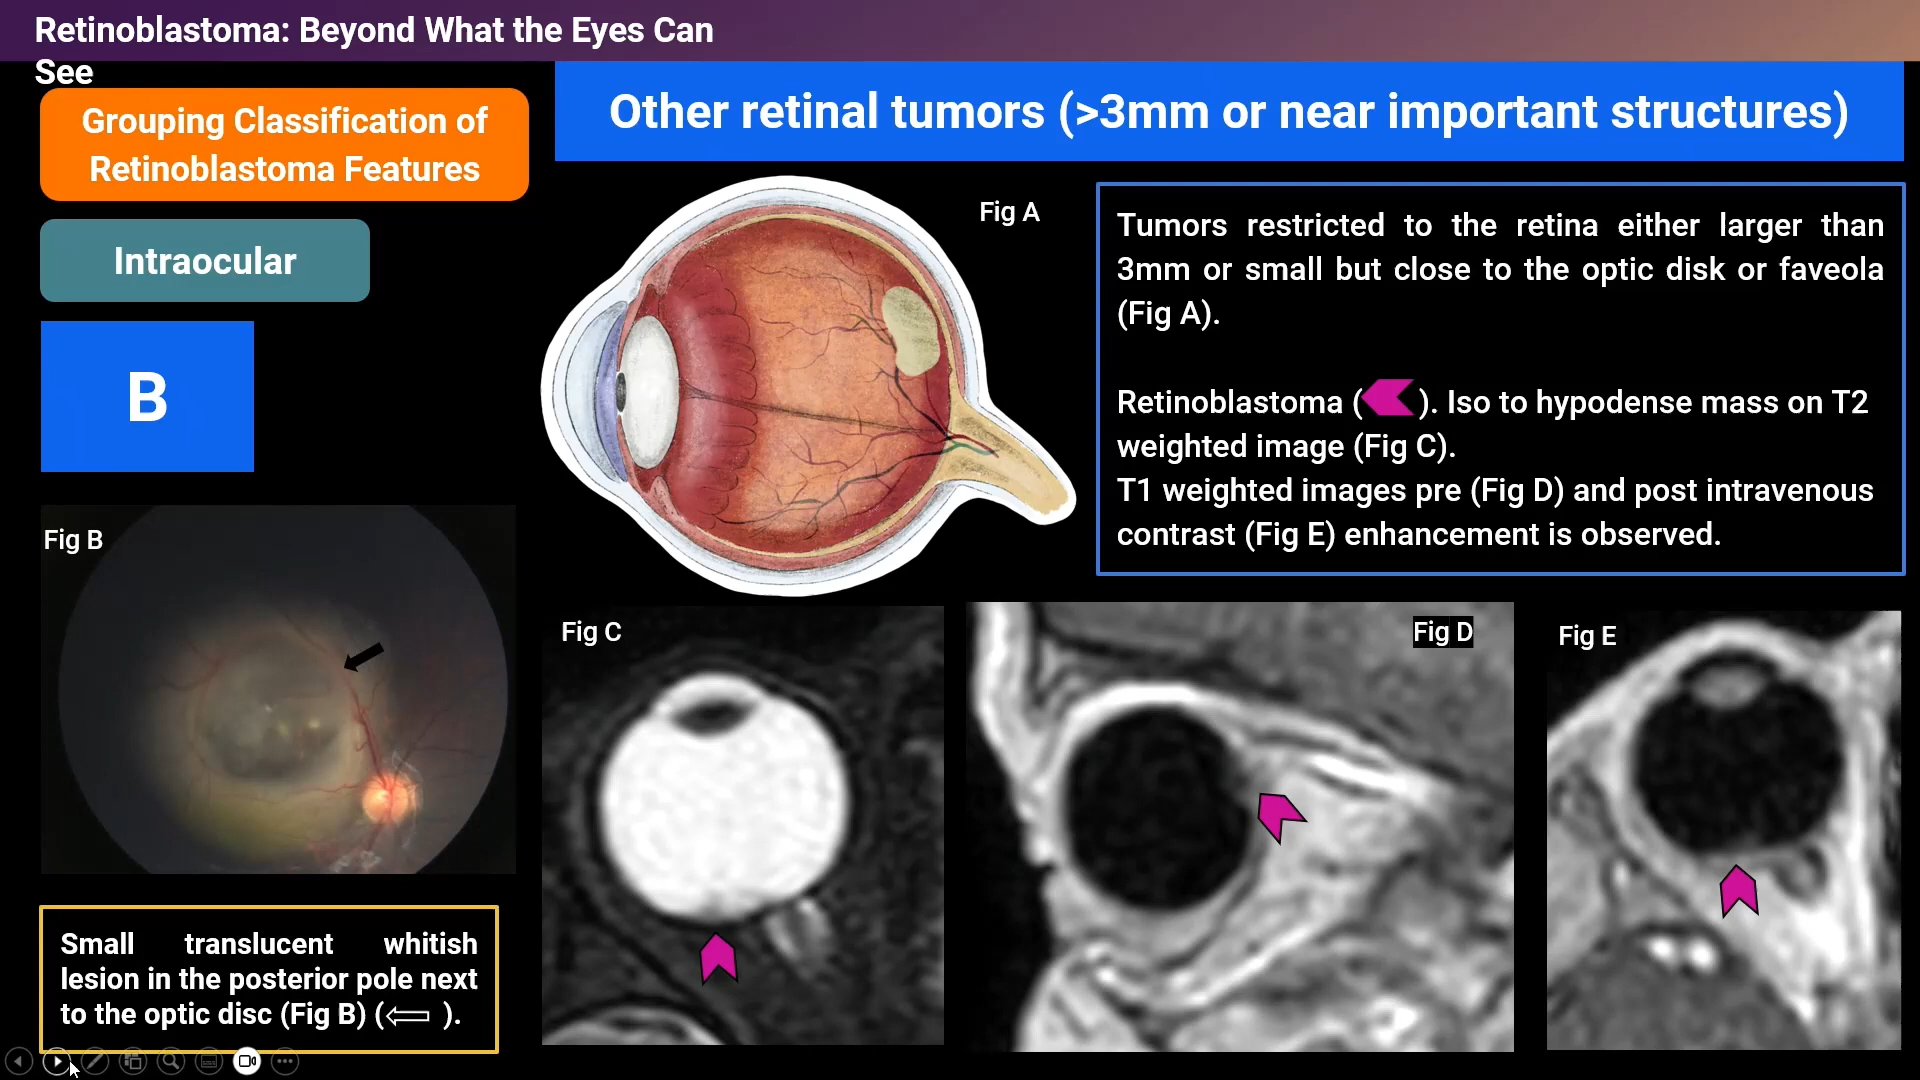 Retinoblastoma: Beyond What the Eyes Can
See
Grouping Classification of
Retinoblastoma Features
Intraocular
B
Other retinal tumors (>3mm or near important structures)
Fig A
Tumors restricted to the retina either larger than
3mm or small but close to the optic disk or faveola
(Fig A).
Retinoblastoma ( ). Iso to hypodense mass on T2
weighted image (Fig C).
T1 weighted images pre (Fig D) and post intravenous
contrast (Fig E) enhancement is observed.
Fig B
Small translucent whitish
lesion in the posterior pole next
to the optic disc (Fig B) (⇦ ).
Fig C
Fig D
Fig E